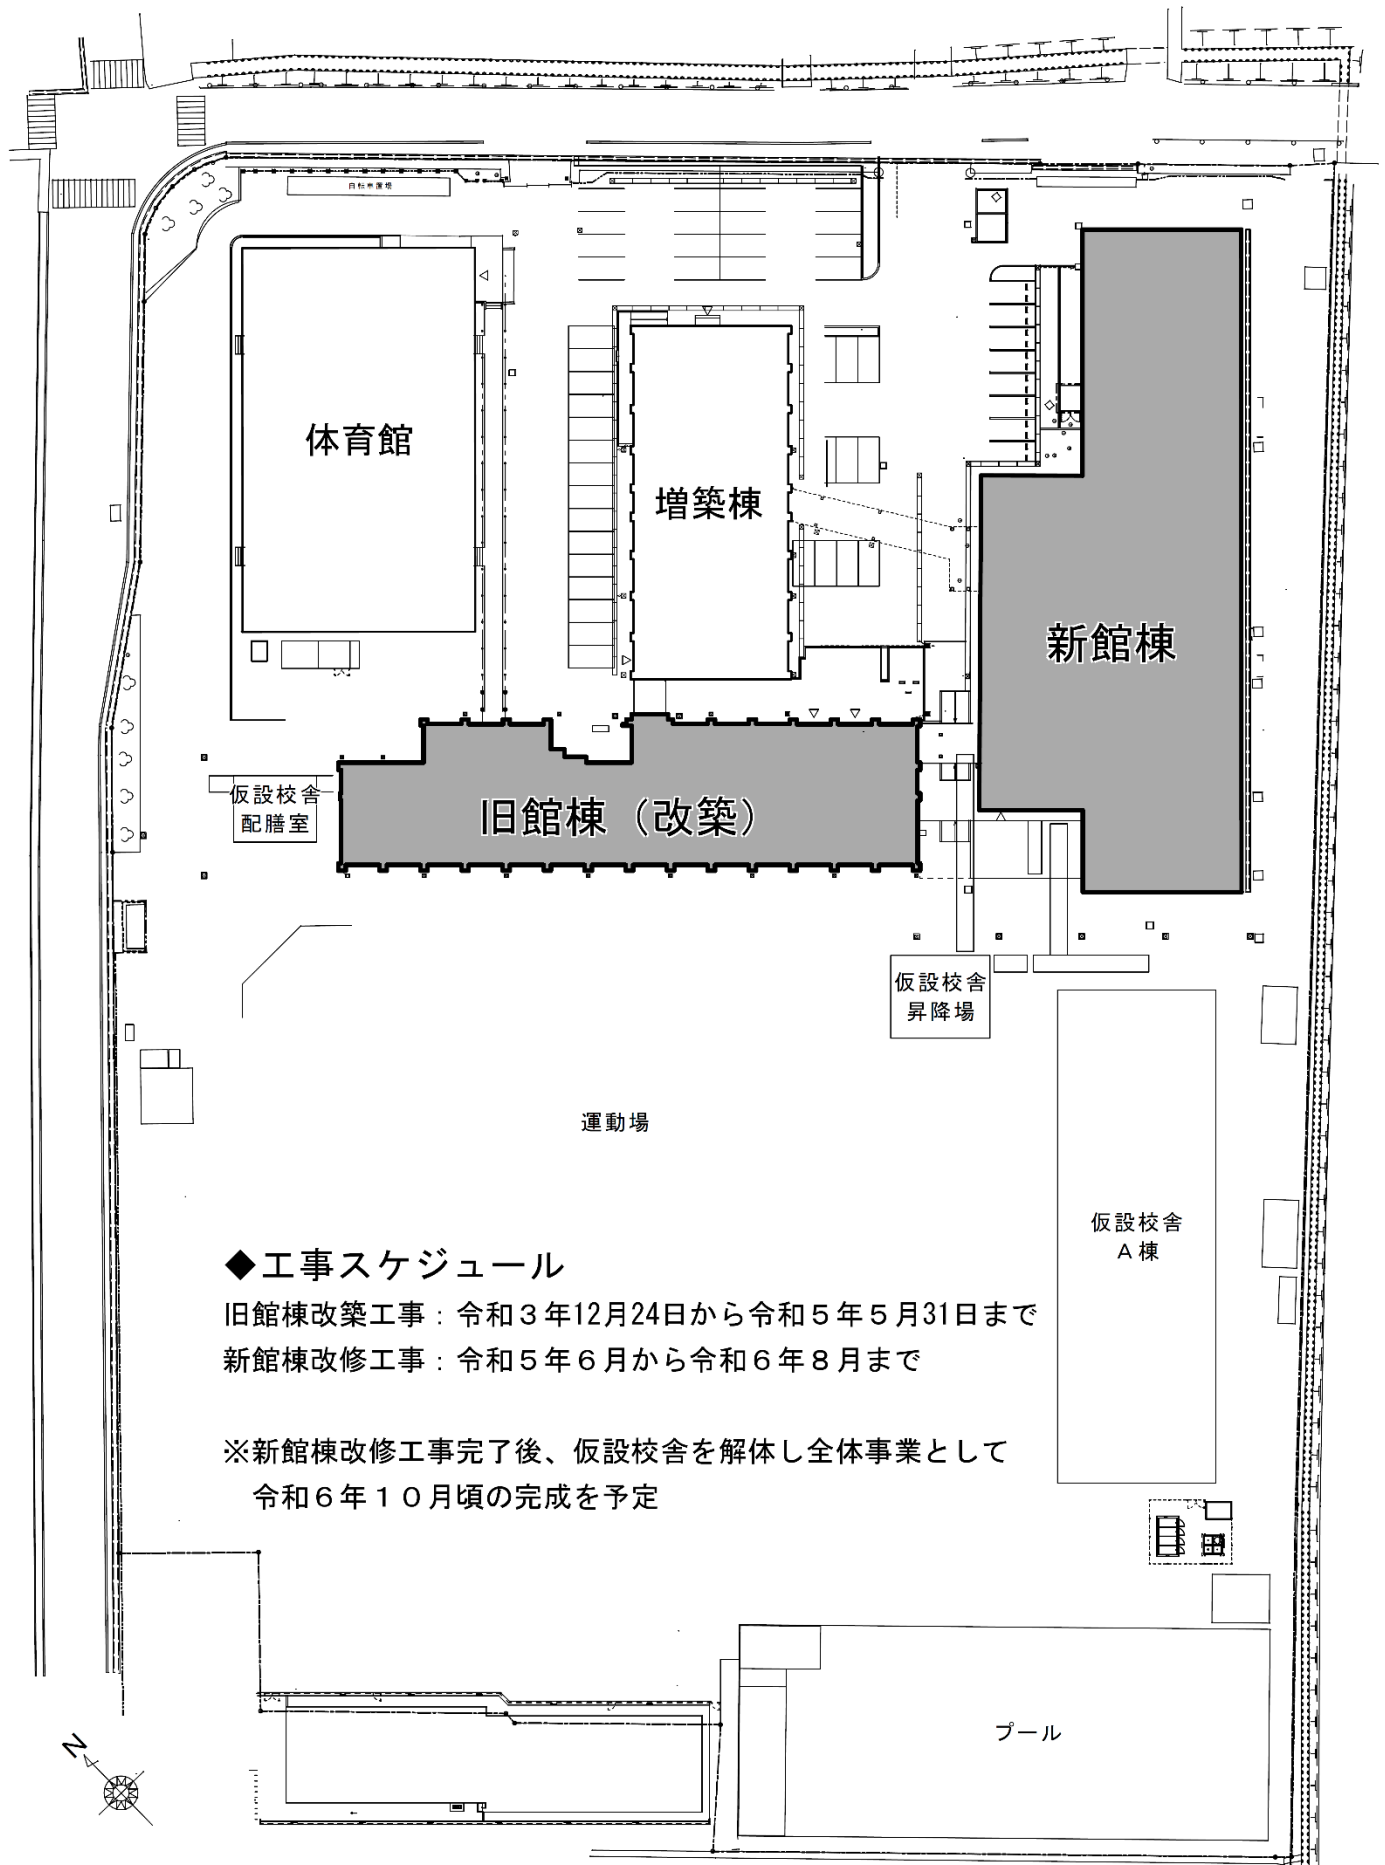 自転車置場
体育館
増築棟
新館棟
仮設校舎
配膳室
旧館棟（改築）
仮設校舎
昇降場
運動場
仮設校舎
Ａ棟
◆工事スケジュール
旧館棟改築工事：令和３年12月24日から令和５年５月31日まで
新館棟改修工事：令和５年６月から令和６年８月まで
※新館棟改修工事完了後、仮設校舎を解体し全体事業として
令和６年１０月頃の完成を予定
プール
N